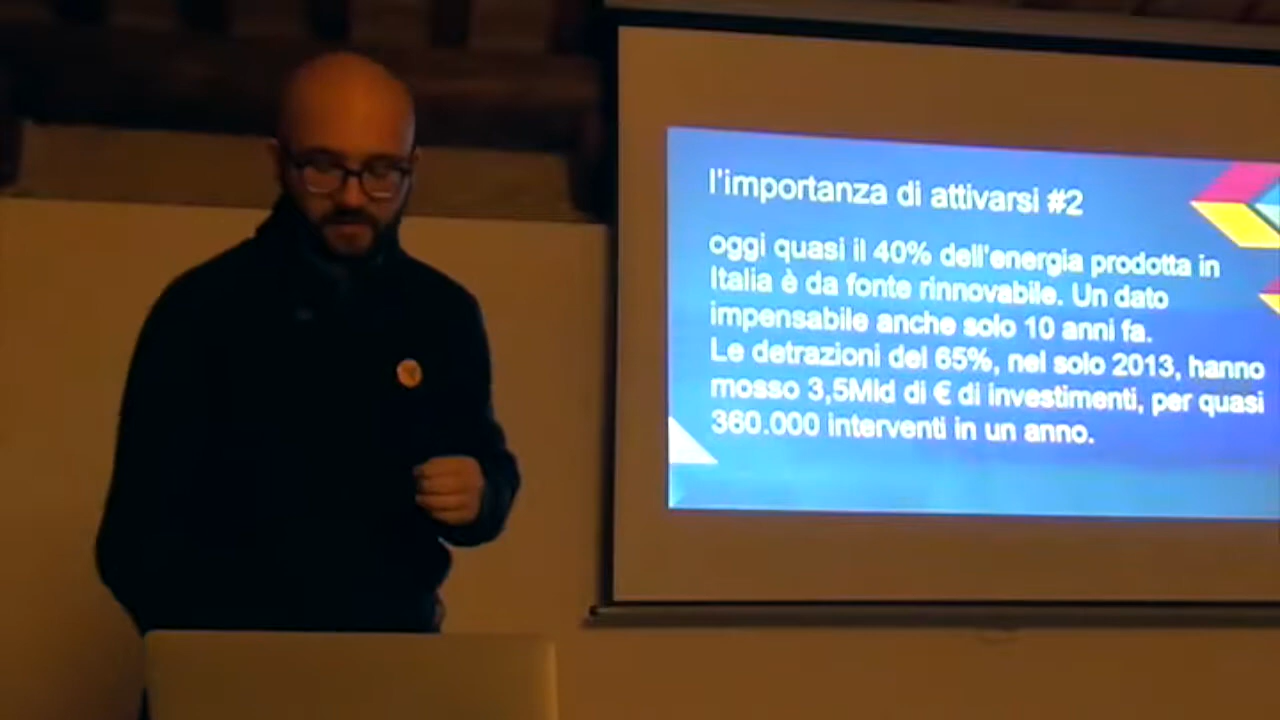 l'importanza di attivarsi #2
oggi quasi il 40% dell'energia prodotta in
Italia è da fonte rinnovabile. Un dato
impensabile anche solo 10 anni fa.
Le detrazioni del 65%, nel solo 2013, hanno
mosso 3,5Mld di € di investimenti, per quasi
360.000 interventi in un anno.